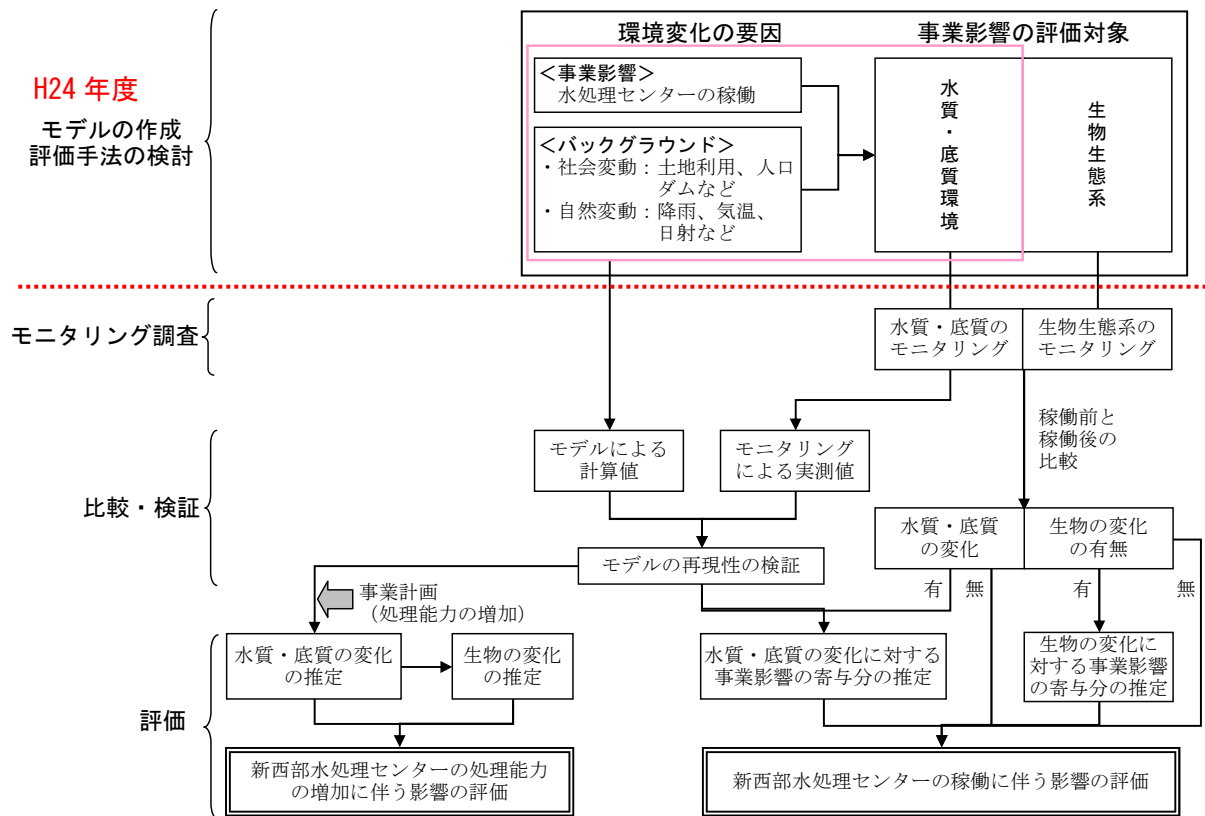 環境変化の要因
事業影響の評価対象
H24 年度
モデルの作成
評価手法の検討
＜事業影響＞
水処理センターの稼働
＜バックグラウンド＞
・社会変動：土地利用、人口
ダムなど
・自然変動：降雨、気温、
日射など
水質・底質環境
生物生態系
モニタリング調査
水質・底質の
モニタリング
生物生態系の
モニタリング
稼働前と
稼働後の
比較
比較・検証
モデルによる
計算値
モニタリング
による実測値
水質・底質
の変化
生物の変化
の有無
モデルの再現性の検証
有
無
有
無
事業計画
（処理能力の増加）
評価
水質・底質の変化
の推定
生物の変化
の推定
水質・底質の変化に対する
事業影響の寄与分の推定
生物の変化に
対する事業影響
の寄与分の推定
新西部水処理センターの処理能力
の増加に伴う影響の評価
新西部水処理センターの稼働に伴う影響の評価